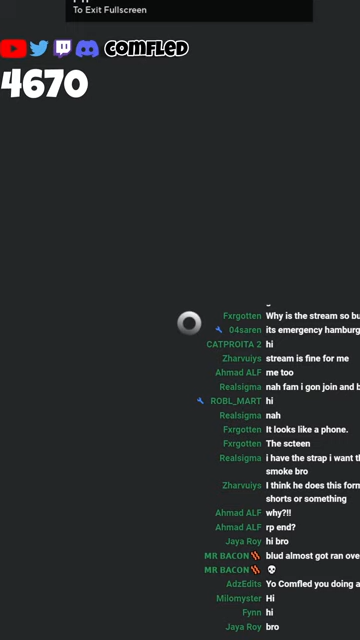 To Exit Fullscreen
COMFLED
4670
Fxrgotten Why is the stream so bu
04saren its emergency hamburg
CATPROITA 2 hi
Zharvuiys stream is fine for me
Ahmad ALF me too
Realsigma nah fam i gon join and b
ROBL_MART hi
Realsigma nah
Fxrgotten It looks like a phone.
Fxrgotten The scteen
Realsigma i have the strap i want th
smoke bro
Zharvuiys I think he does this form
shorts or something
Ahmad ALF why?!!
Ahmad ALF rp end?
Jaya Roy hi bro
MR BACON🥓 blud almost got ran ove
MR BACON🥓 💀
AdzEdits Yo Comfled you doing a
Milomyster Hi
Fynn hi
Jaya Roy bro